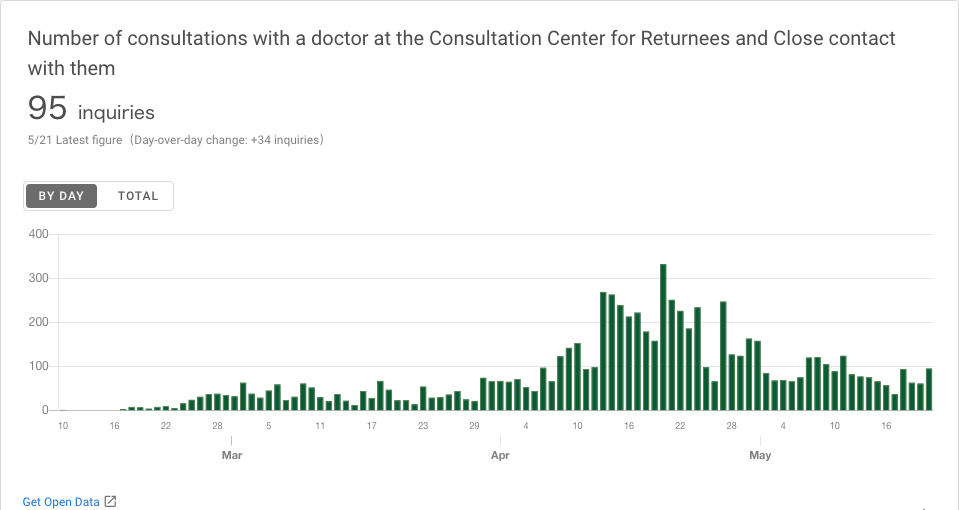 Number of consultations with a doctor at the Consultation Center for Returnees and Close contact
with them
95 inquiries
5/21 Latest figure（Day-over-day change: +34 inquiries）
BY DAY TOTAL
400
300
200
100
0
10 16 22 28 5 11 17 23 29 4 10 16 22 28 4 10 16
Mar Apr May
Get Open Data